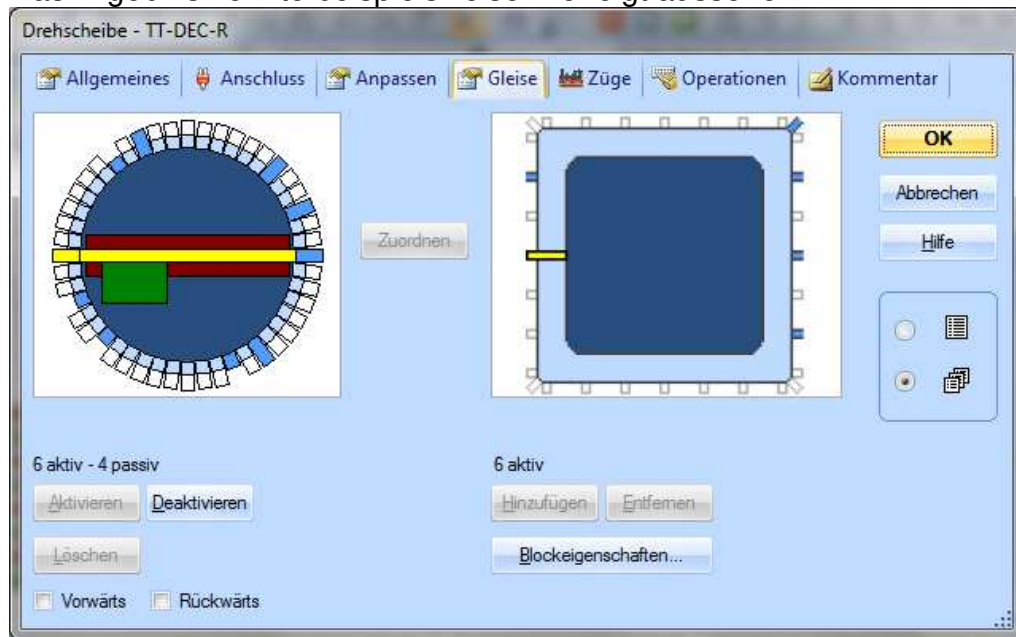 Drehscheibe - TT-DEC-R
Allgemeines Anschluss Anpassen Gleise Züge Operationen Kommentar
OK
Abbrechen
Zuordnen
Hilfe
6 aktiv - 4 passiv
6 aktiv
Aktivieren Deaktivieren
Hinzufügen Entfernen
Löschen
Blockeigenschaften...
Vorwärts Rückwärts